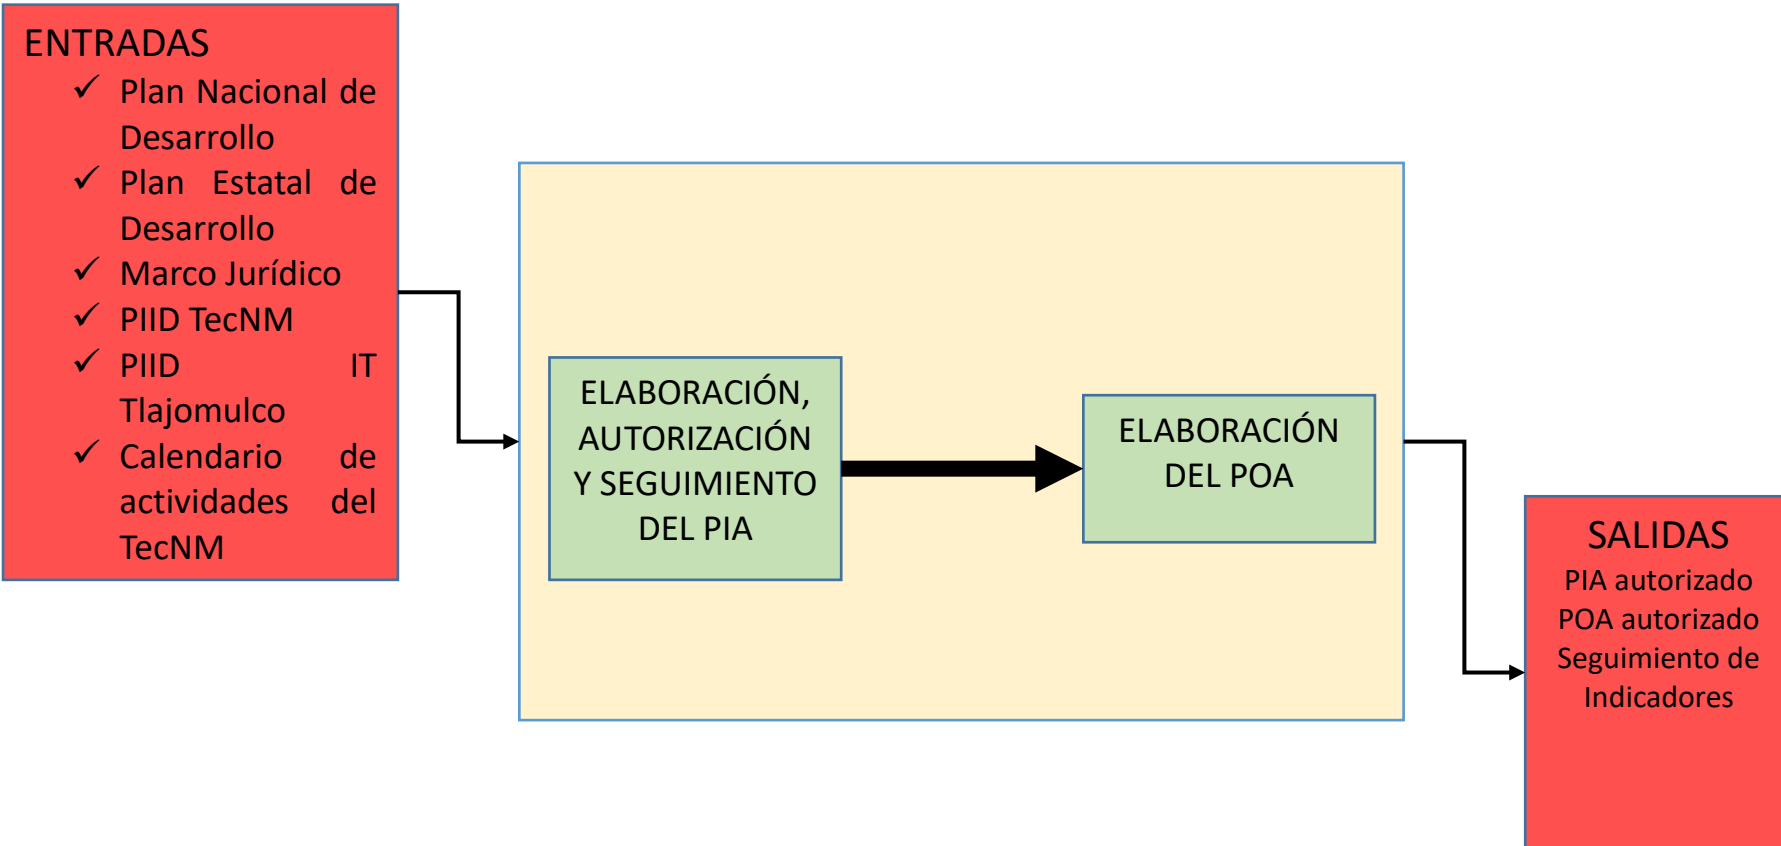 ENTRADAS
✓ Plan Nacional de
Desarrollo
✓ Plan Estatal de
Desarrollo
✓ Marco Jurídico
✓ PIID TecNM
✓ PIID IT
Tlajomulco
✓ Calendario de
actividades del
TecNM
ELABORACIÓN,
AUTORIZACIÓN
Y SEGUIMIENTO
DEL PIA
ELABORACIÓN
DEL POA
SALIDAS
PIA autorizado
POA autorizado
Seguimiento de
Indicadores